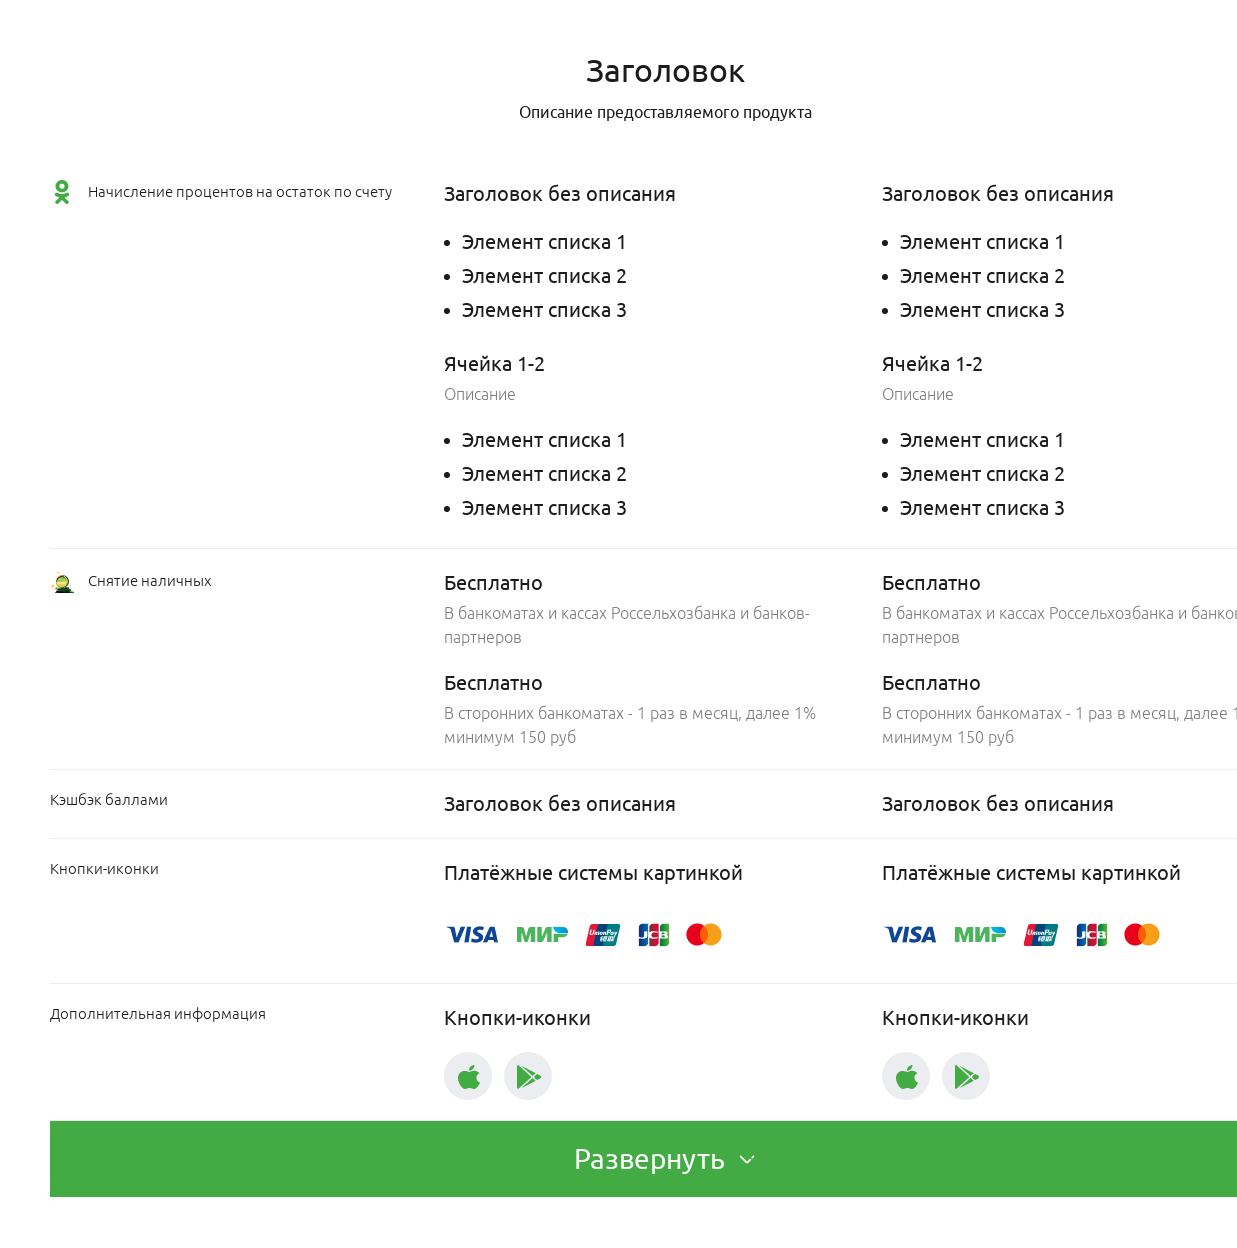 Заголовок
Описание предоставляемого продукта
Начисление процентов на остаток по счету
Заголовок без описания
Элемент списка 1
Элемент списка 2
Элемент списка 3
Ячейка 1-2
Описание
Элемент списка 1
Элемент списка 2
Элемент списка 3
Заголовок без описания
Элемент списка 1
Элемент списка 2
Элемент списка 3
Ячейка 1-2
Описание
Элемент списка 1
Элемент списка 2
Элемент списка 3
Снятие наличных
Бесплатно
В банкоматах и кассах Россельхозбанка и банков-
партнеров
Бесплатно
В сторонних банкоматах - 1 раз в месяц, далее 1%
минимум 150 руб
Бесплатно
В банкоматах и кассах Россельхозбанка и банков
партнеров
Бесплатно
В сторонних банкоматах - 1 раз в месяц, далее 1
минимум 150 руб
Кэшбэк баллами
Заголовок без описания
Заголовок без описания
Кнопки-иконки
Платёжные системы картинкой
VISA МИР UnionPay 银联 JCB
Платёжные системы картинкой
VISA МИР UnionPay 银联 JCB
Дополнительная информация
Кнопки-иконки
Кнопки-иконки
Развернуть